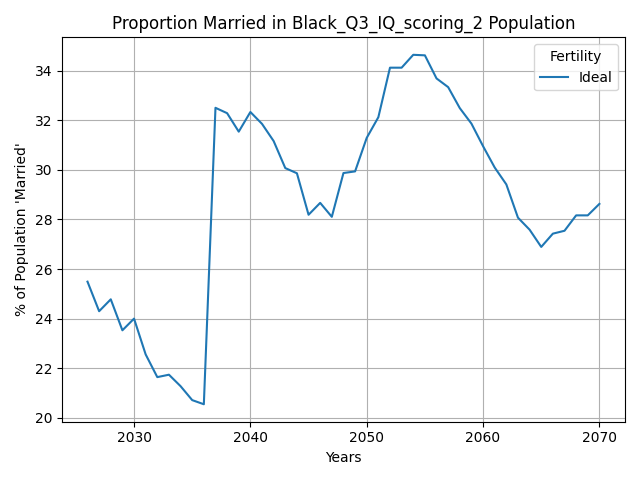 Proportion Married in Black_Q3_IQ_scoring_2 Population
Fertility
Ideal
% of Population 'Married'
34
32
30
28
26
24
22
20
2030 2040 2050 2060 2070
Years